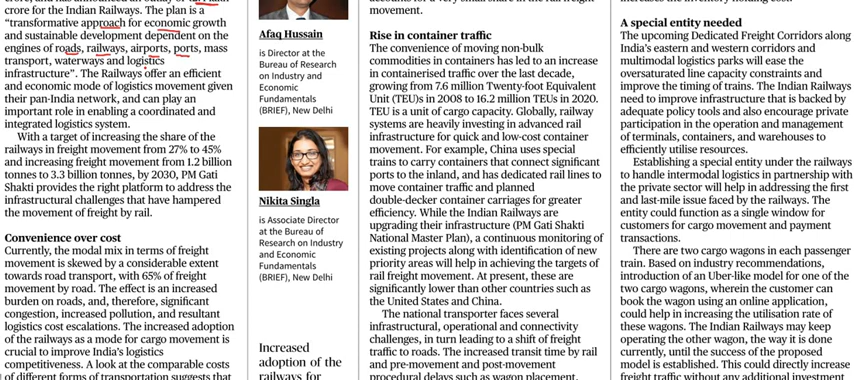 crore for the Indian Railways. The plan is a
“transformative approach for economic growth
and sustainable development dependent on the
engines of roads, railways, airports, ports, mass
transport, waterways and logistics
infrastructure”. The Railways offer an efficient
and economic mode of logistics movement given
their pan-India network, and can play an
important role in enabling a coordinated and
integrated logistics system.
With a target of increasing the share of the
railways in freight movement from 27% to 45%
and increasing freight movement from 1.2 billion
tonnes to 3.3 billion tonnes, by 2030, PM Gati
Shakti provides the right platform to address the
infrastructural challenges that have hampered
the movement of freight by rail.
Convenience over cost
Currently, the modal mix in terms of freight
movement is skewed by a considerable extent
towards road transport, with 65% of freight
movement by road. The effect is an increased
burden on roads, and, therefore, significant
congestion, increased pollution, and resultant
logistics cost escalations. The increased adoption
of the railways as a mode for cargo movement is
crucial to improve India’s logistics
competitiveness. A look at the comparable costs
of different forms of transportation suggests that
Afaq Hussain
is Director at the
Bureau of Research
on Industry and
Economic
Fundamentals
(BRIEF), New Delhi
Nikita Singla
is Associate Director
at the Bureau of
Research on Industry
and Economic
Fundamentals
(BRIEF), New Delhi
Increased
adoption of the
railways for
movement.
Rise in container traffic
The convenience of moving non-bulk
commodities in containers has led to an increase
in containerised traffic over the last decade,
growing from 7.6 million Twenty-foot Equivalent
Unit (TEU)s in 2008 to 16.2 million TEUs in 2020.
TEU is a unit of cargo capacity. Globally, railway
systems are heavily investing in advanced rail
infrastructure for quick and low-cost container
movement. For example, China uses special
trains to carry containers that connect significant
ports to the inland, and has dedicated rail lines to
move container traffic and planned
double-decker container carriages for greater
efficiency. While the Indian Railways are
upgrading their infrastructure (PM Gati Shakti
National Master Plan), a continuous monitoring of
existing projects along with identification of new
priority areas will help in achieving the targets of
rail freight movement. At present, these are
significantly lower than other countries such as
the United States and China.
The national transporter faces several
infrastructural, operational and connectivity
challenges, in turn leading to a shift of freight
traffic to roads. The increased transit time by rail
and pre-movement and post-movement
procedural delays such as wagon placement,
A special entity needed
The upcoming Dedicated Freight Corridors along
India’s eastern and western corridors and
multimodal logistics parks will ease the
oversaturated line capacity constraints and
improve the timing of trains. The Indian Railways
need to improve infrastructure that is backed by
adequate policy tools and also encourage private
participation in the operation and management
of terminals, containers, and warehouses to
efficiently utilise resources.
Establishing a special entity under the railways
to handle intermodal logistics in partnership with
the private sector will help in addressing the first
and last-mile issue faced by the railways. The
entity could function as a single window for
customers for cargo movement and payment
transactions.
There are two cargo wagons in each passenger
train. Based on industry recommendations,
introduction of an Uber-like model for one of the
two cargo wagons, wherein the customer can
book the wagon using an online application,
could help in increasing the utilisation rate of
these wagons. The Indian Railways may keep
operating the other wagon, the way it is done
currently, until the success of the proposed
model is established. This could directly increase
freight traffic without any additional investment